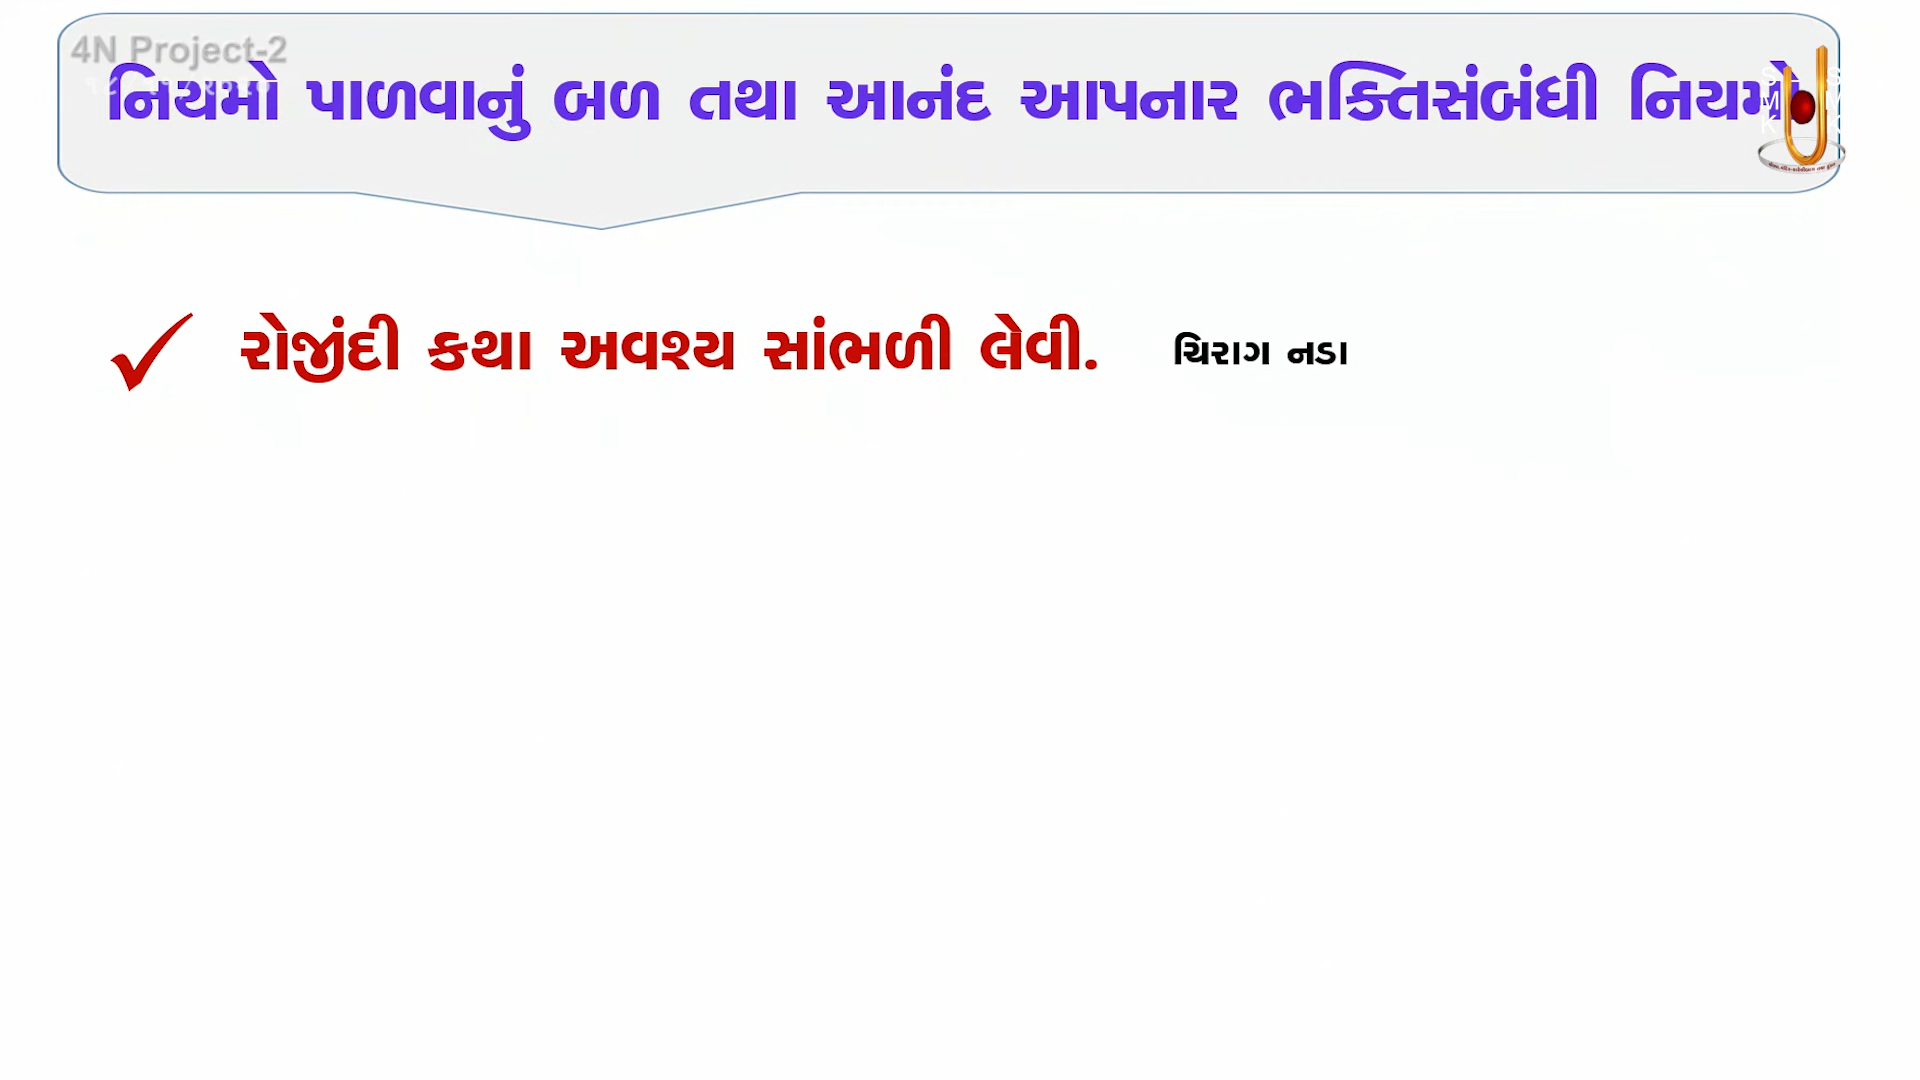 4N Project-2
નિયમો પાળવાનું બળ તથા આનંદ આપનાર ભક્તિસંબંધી નિયમો
રોજીંદી કથા અવશ્ય સાંભળી લેવી. ચિરાગ નડા